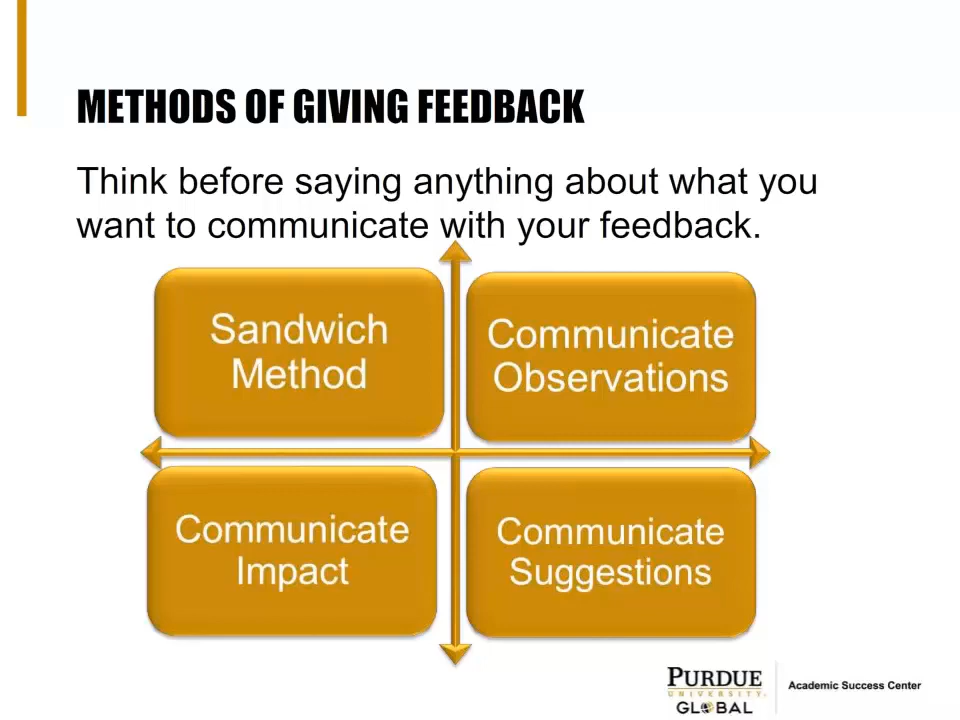 METHODS OF GIVING FEEDBACK
Think before saying anything about what you
want to communicate with your feedback.
Sandwich
Method
Communicate
Observations
Communicate
Impact
Communicate
Suggestions
PURDUE
UNIVERSITY
GLOBAL
Academic Success Center